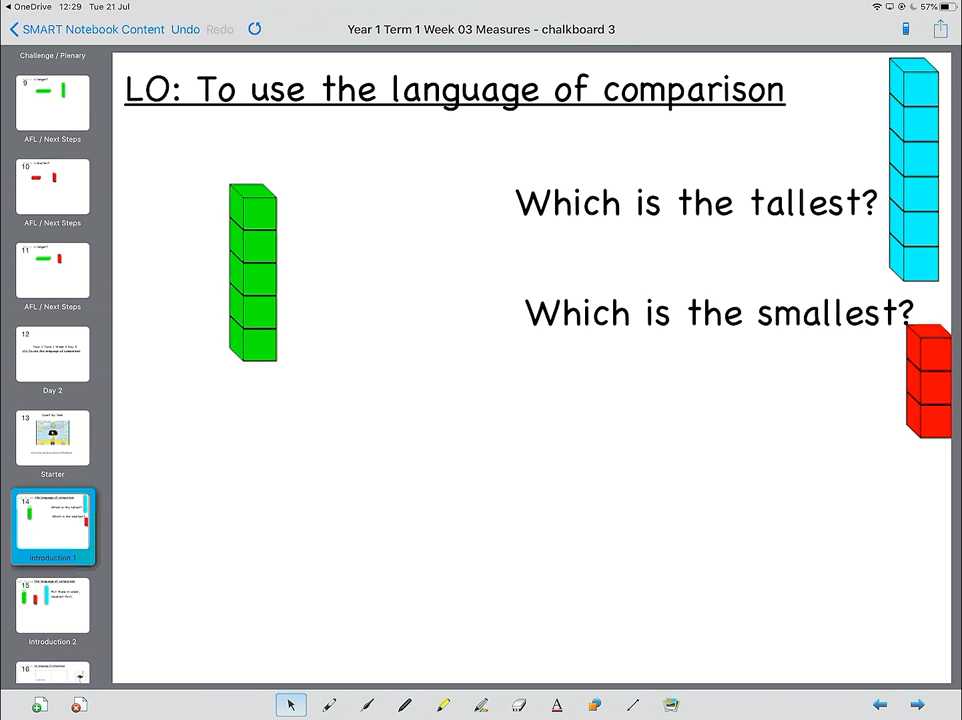 OneDrive 12:29 Tue 21 Jul 57%
SMART Notebook Content Undo Redo
Year 1 Term 1 Week 03 Measures - chalkboard 3
Challenge / Plenary
9
AFL / Next Steps
10
AFL / Next Steps
11
AFL / Next Steps
12
Day 2
13
Starter
14
Introduction 1
15
Introduction 2
16
LO: To use the language of comparison
Which is the tallest?
Which is the smallest?